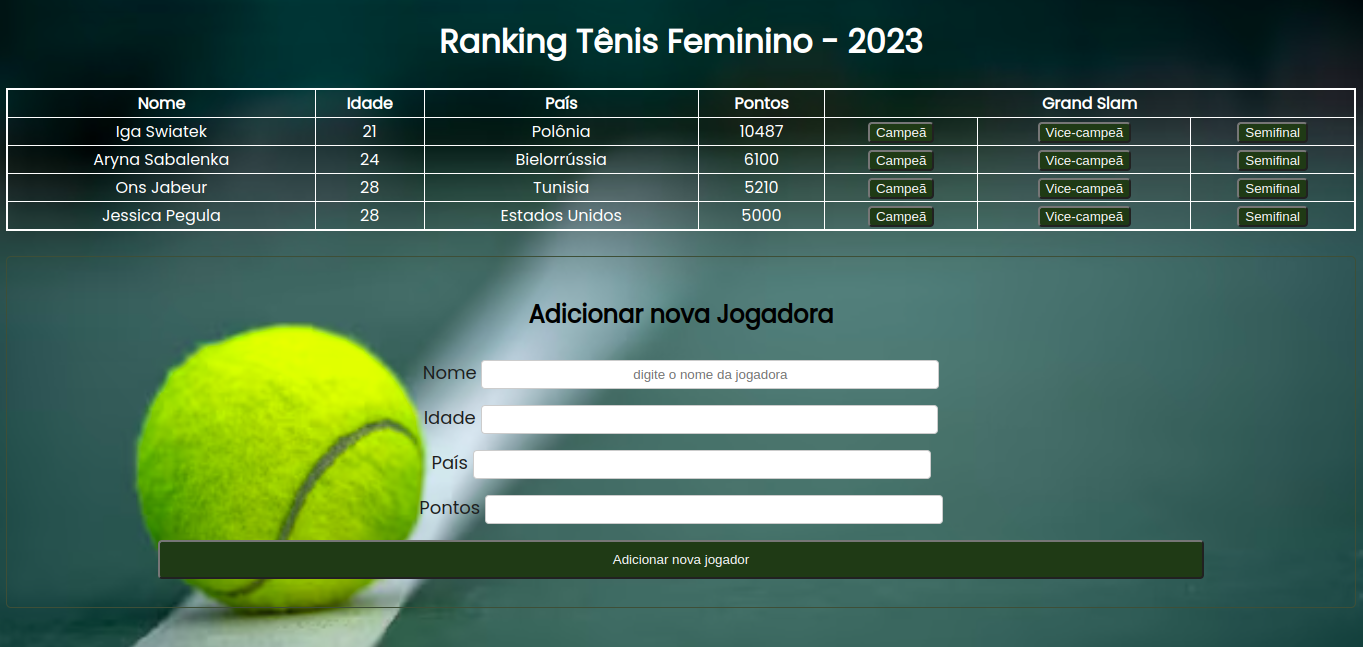 Ranking Tênis Feminino - 2023
Nome Idade País Pontos Grand Slam
Iga Swiatek 21 Polônia 10487 Campeã Vice-campeã Semifinal
Aryna Sabalenka 24 Bielorrússia 6100 Campeã Vice-campeã Semifinal
Ons Jabeur 28 Tunisia 5210 Campeã Vice-campeã Semifinal
Jessica Pegula 28 Estados Unidos 5000 Campeã Vice-campeã Semifinal
Adicionar nova Jogadora
Nome digite o nome da jogadora
Idade
País
Pontos
Adicionar nova jogador